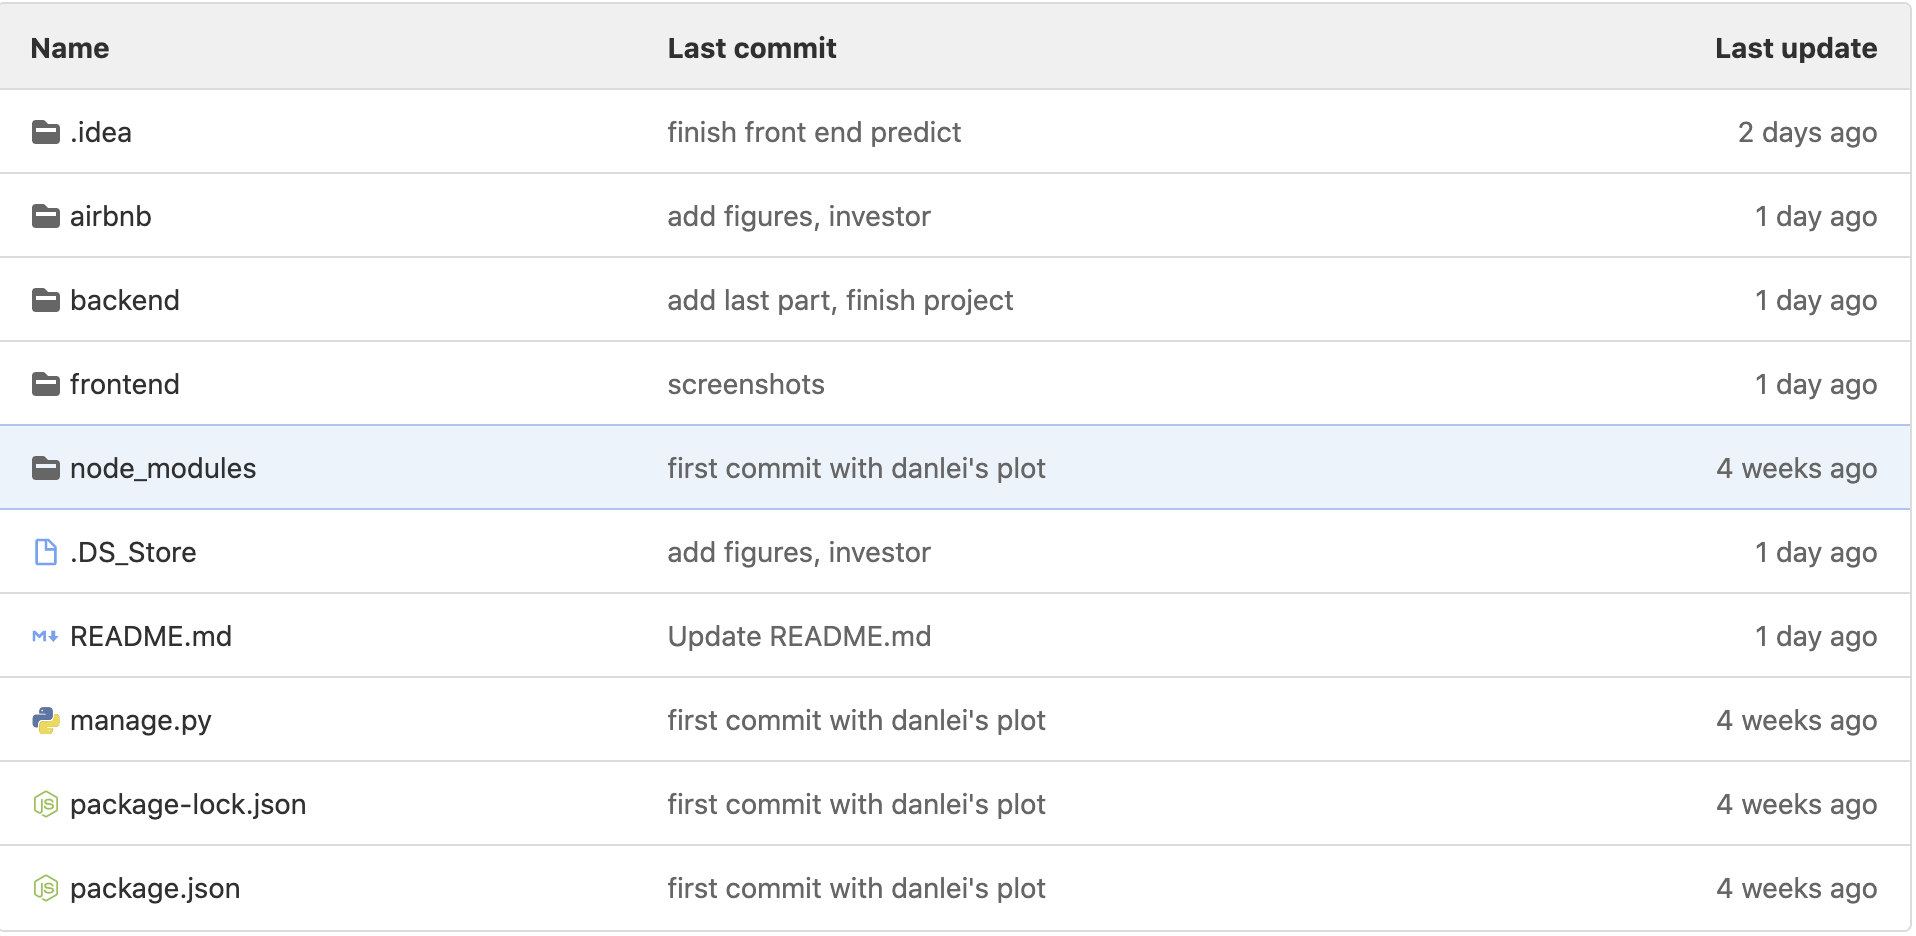 Name Last commit Last update
.idea finish front end predict 2 days ago
airbnb add figures, investor 1 day ago
backend add last part, finish project 1 day ago
frontend screenshots 1 day ago
node_modules first commit with danlei's plot 4 weeks ago
.DS_Store add figures, investor 1 day ago
M README.md Update README.md 1 day ago
manage.py first commit with danlei's plot 4 weeks ago
JS package-lock.json first commit with danlei's plot 4 weeks ago
JS package.json first commit with danlei's plot 4 weeks ago